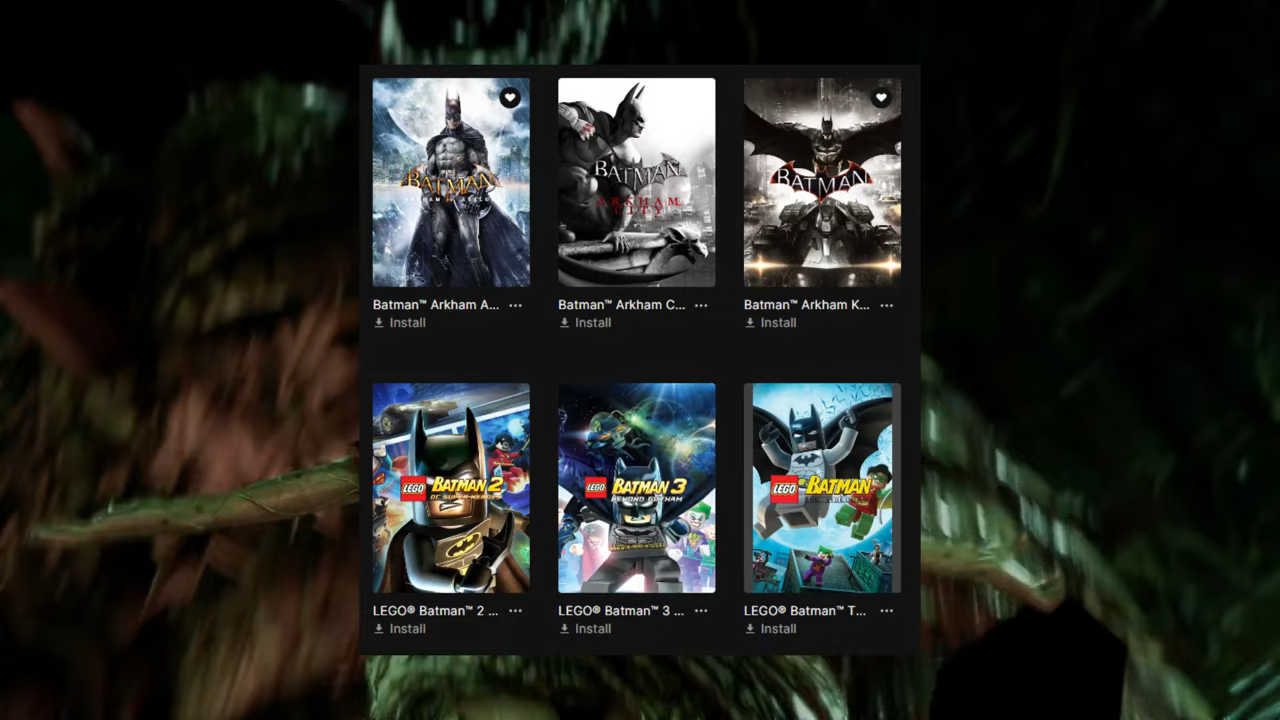 BATMAN
BATMAN
ARKHAM
CITY
BATMAN
Batman™ Arkham A... ...
Batman™ Arkham C... ...
Batman™ Arkham K... ...
Install
Install
Install
LEGO BATMAN 2
DC SUPER HEROES
LEGO BATMAN 3
BEYOND GOTHAM
LEGO BATMAN
LEGO® Batman™ 2 ... ...
LEGO® Batman™ 3 ... ...
LEGO® Batman™ T... ...
Install
Install
Install